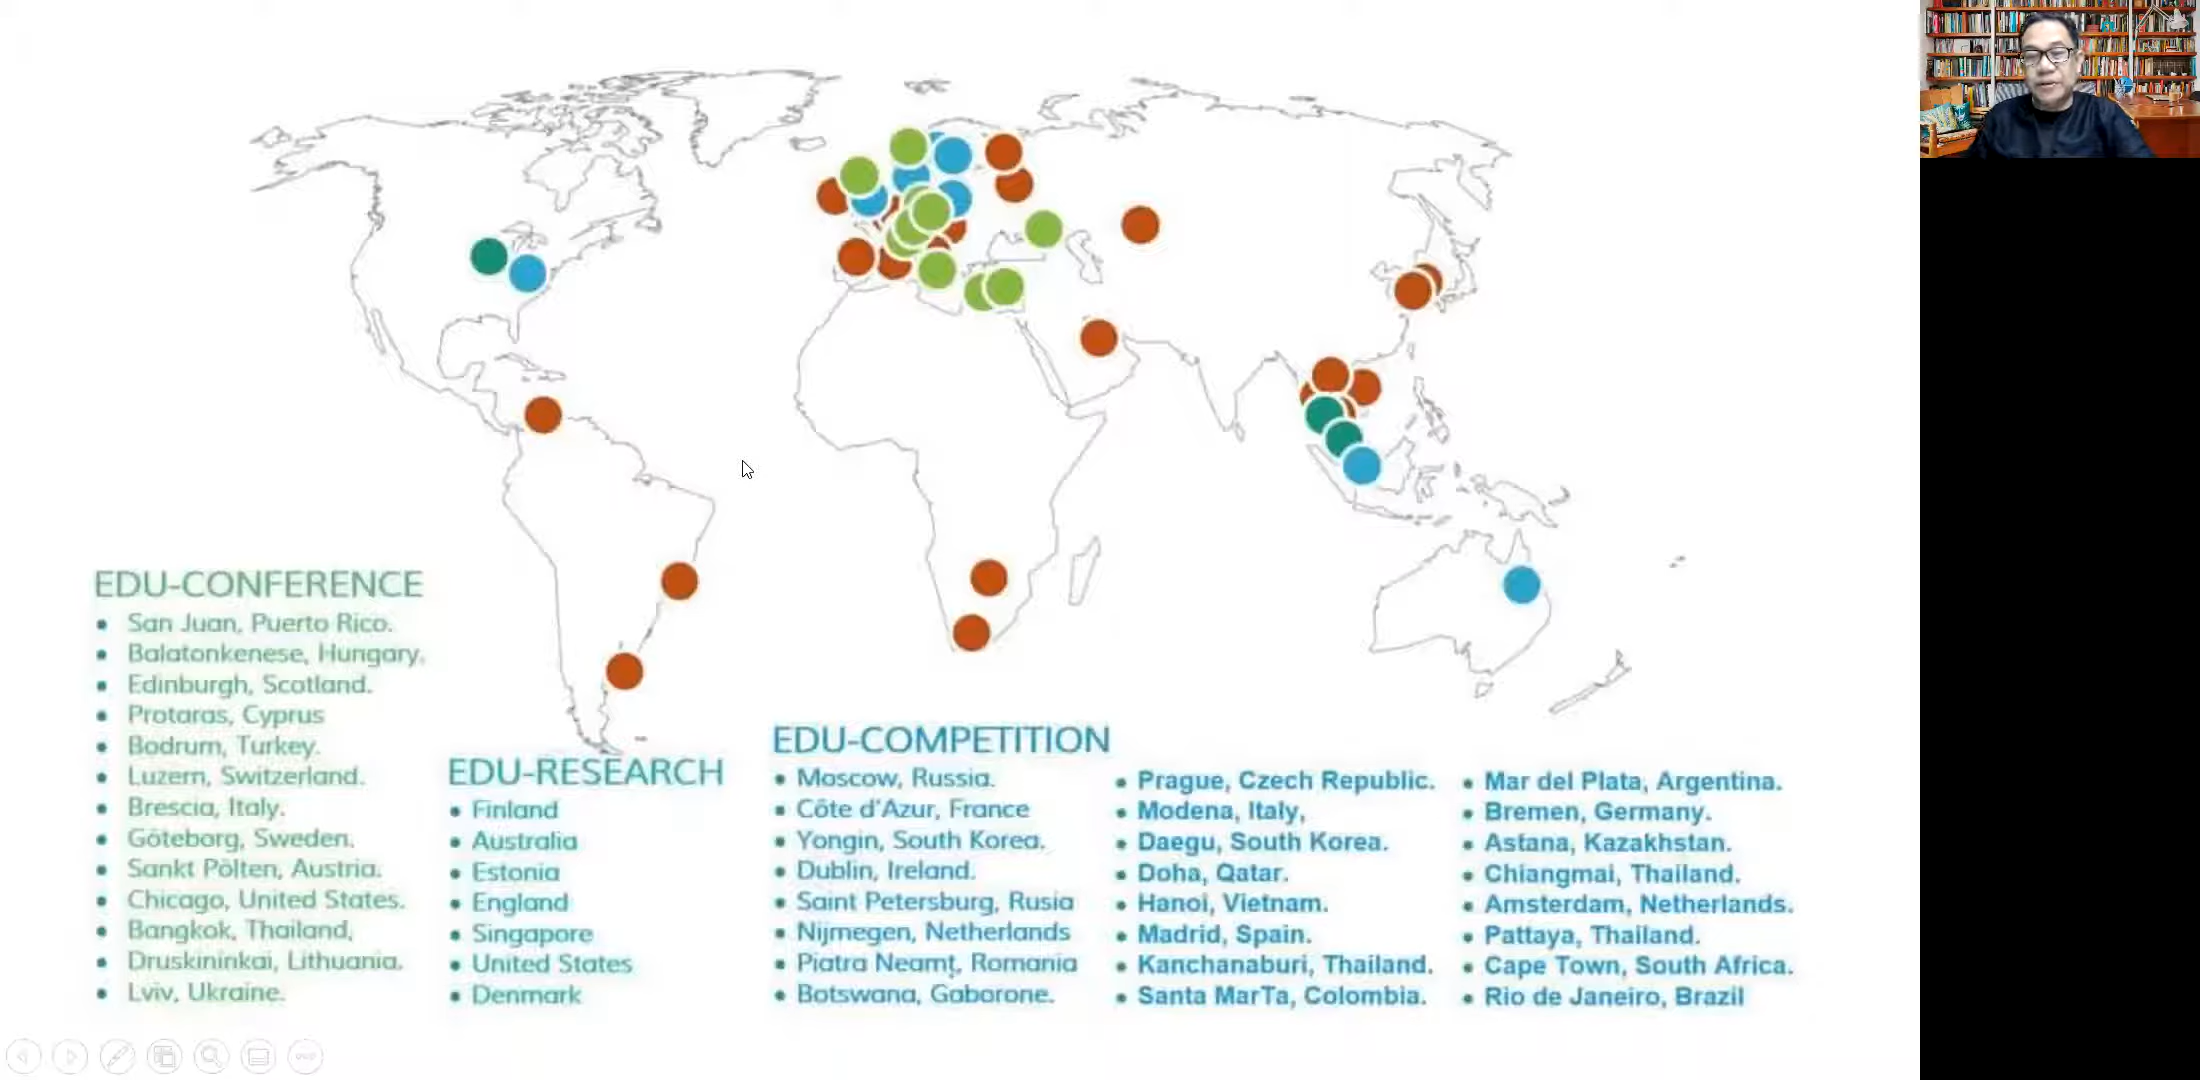 EDU-CONFERENCE
San Juan, Puerto Rico.
Balatonkenese, Hungary.
Edinburgh, Scotland.
Protaras, Cyprus
Bodrum, Turkey.
Luzern, Switzerland.
Brescia, Italy.
Göteborg, Sweden.
Sankt Pölten, Austria.
Chicago, United States.
Bangkok, Thailand,
Druskininkai, Lithuania.
Lviv, Ukraine.
EDU-RESEARCH
Finland
Australia
Estonia
England
Singapore
United States
Denmark
EDU-COMPETITION
Moscow, Russia.
Côte d'Azur, France
Yongin, South Korea.
Dublin, Ireland.
Saint Petersburg, Rusia
Nijmegen, Netherlands
Piatra Neamţ, Romania
Botswana, Gaborone.
Prague, Czech Republic.
Modena, Italy,
Daegu, South Korea.
Doha, Qatar.
Hanoi, Vietnam.
Madrid, Spain.
Kanchanaburi, Thailand.
Santa MarTa, Colombia.
Mar del Plata, Argentina.
Bremen, Germany.
Astana, Kazakhstan.
Chiangmai, Thailand.
Amsterdam, Netherlands.
Pattaya, Thailand.
Cape Town, South Africa.
Rio de Janeiro, Brazil